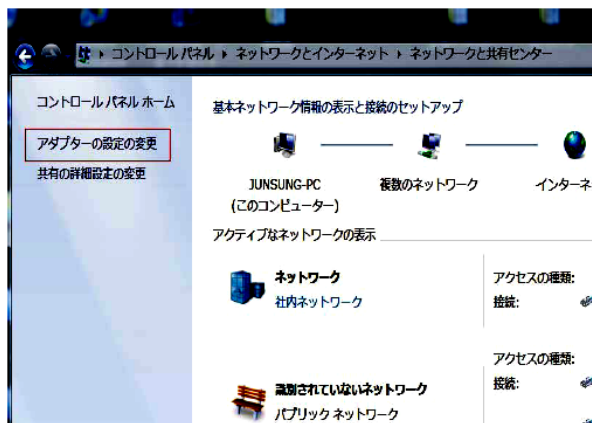 コントロール パネル ▸ ネットワークとインターネット ▸ ネットワークと共有センター
コントロール パネル ホーム
アダプターの設定の変更
共有の詳細設定の変更
基本ネットワーク情報の表示と接続のセットアップ
JUNSUNG-PC
(このコンピューター)
複数のネットワーク
インターネ
アクティブなネットワークの表示
ネットワーク
社内ネットワーク
アクセスの種類:
接続:
識別されていないネットワーク
パブリック ネットワーク
アクセスの種類:
接続: